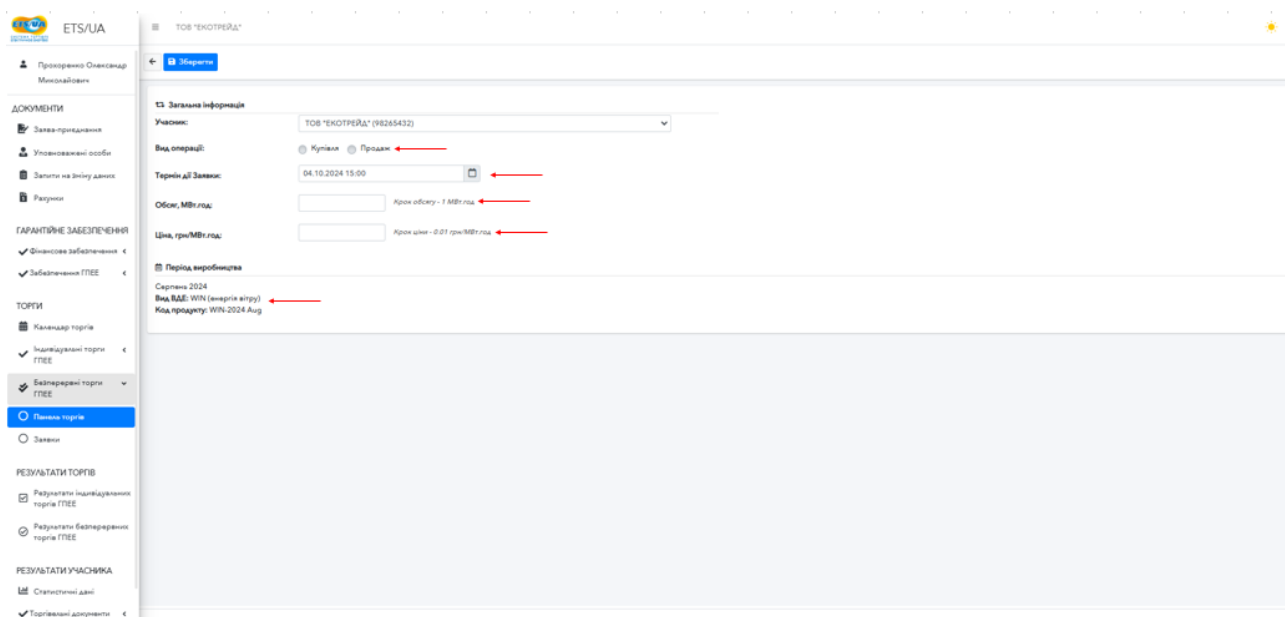 ETS/UA
ТОВ "ЕКОТРЕЙД"
Прохоренко Олександр
Миколайович
Зберегти
ДОКУМЕНТИ
Заява-приєднання
Уповноважені особи
Запити на зміну даних
Рахунки
ГАРАНТІЙНЕ ЗАБЕЗПЕЧЕННЯ
Фінансове забезпечення
Забезпечення ГПЕЕ
ТОРГИ
Календар торгів
Індивідуальні торги
ГПЕЕ
Безперервні торги
ГПЕЕ
Панель торгів
Заявки
РЕЗУЛЬТАТИ ТОРГІВ
Результати індивідуальних
торгів ГПЕЕ
Результати безперервних
торгів ГПЕЕ
РЕЗУЛЬТАТИ УЧАСНИКА
Статистичні дані
Торгівельні документи
Загальна інформація
Учасник: ТОВ "ЕКОТРЕЙД" (98265432)
Вид операції: Купівля Продаж
Термін дії Заявки: 04.10.2024 15:00
Обсяг, МВт.год: Крок обсягу - 1 МВт.год
Ціна, грн/МВт.год: Крок ціни - 0.01 грн/МВт.год
Період виробництва
Серпень 2024
Вид ВДЕ: WIN (енергія вітру)
Код продукту: WIN-2024 Aug